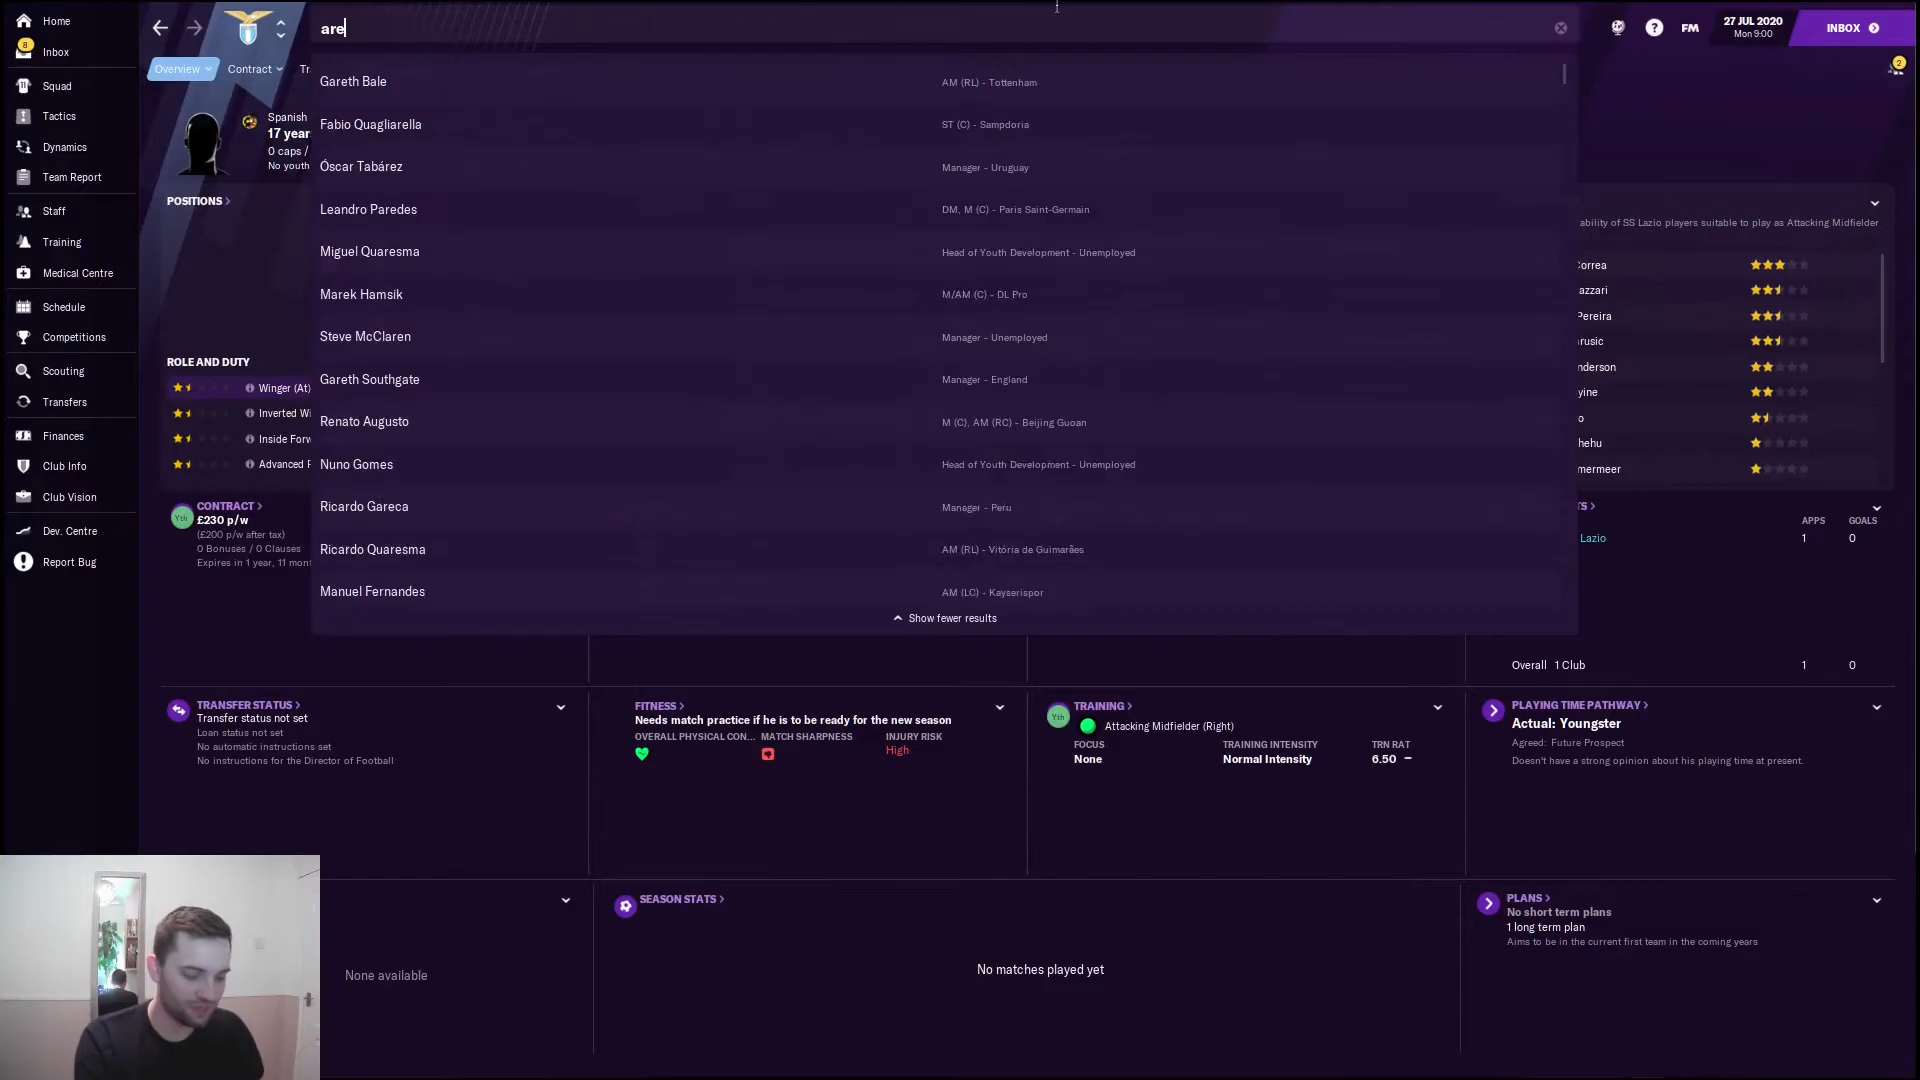 Home
Inbox
8
Squad
Tactics
Dynamics
Team Report
Staff
Training
Medical Centre
Schedule
Competitions
Scouting
Transfers
Finances
Club Info
Club Vision
Dev. Centre
Report Bug
are
FM
27 JUL 2020
Mon 9:00
INBOX
2
Overview
Contract
Tr
Spanish
17 year
0 caps /
No youth
POSITIONS
ROLE AND DUTY
Winger (At)
Inverted Wi
Inside Forw
Advanced F
Gareth Bale AM (RL) - Tottenham
Fabio Quagliarella ST (C) - Sampdoria
Óscar Tabárez Manager - Uruguay
Leandro Paredes DM, M (C) - Paris Saint-Germain
Miguel Quaresma Head of Youth Development - Unemployed
Marek Hamsik M/AM (C) - DL Pro
Steve McClaren Manager - Unemployed
Gareth Southgate Manager - England
Renato Augusto M (C), AM (RC) - Beijing Guoan
Nuno Gomes Head of Youth Development - Unemployed
Ricardo Gareca Manager - Peru
Ricardo Quaresma AM (RL) - Vitória de Guimarães
Manuel Fernandes AM (LC) - Kayserispor
Show fewer results
ability of SS Lazio players suitable to play as Attacking Midfielder
Correa
azzari
Pereira
rusic
nderson
yine
o
hehu
mermeer
Yth
CONTRACT
£230 p/w
(£200 p/w after tax)
0 Bonuses / 0 Clauses
Expires in 1 year, 11 mont
TS
APPS GOALS
Lazio 1 0
Overall 1 Club 1 0
TRANSFER STATUS
Transfer status not set
Loan status not set
No automatic instructions set
No instructions for the Director of Football
FITNESS
Needs match practice if he is to be ready for the new season
OVERALL PHYSICAL CON... MATCH SHARPNESS INJURY RISK
High
Yth
TRAINING
Attacking Midfielder (Right)
FOCUS TRAINING INTENSITY TRN RAT
None Normal Intensity 6.50 –
PLAYING TIME PATHWAY
Actual: Youngster
Agreed: Future Prospect
Doesn't have a strong opinion about his playing time at present.
None available
SEASON STATS
No matches played yet
PLANS
No short term plans
1 long term plan
Aims to be in the current first team in the coming years